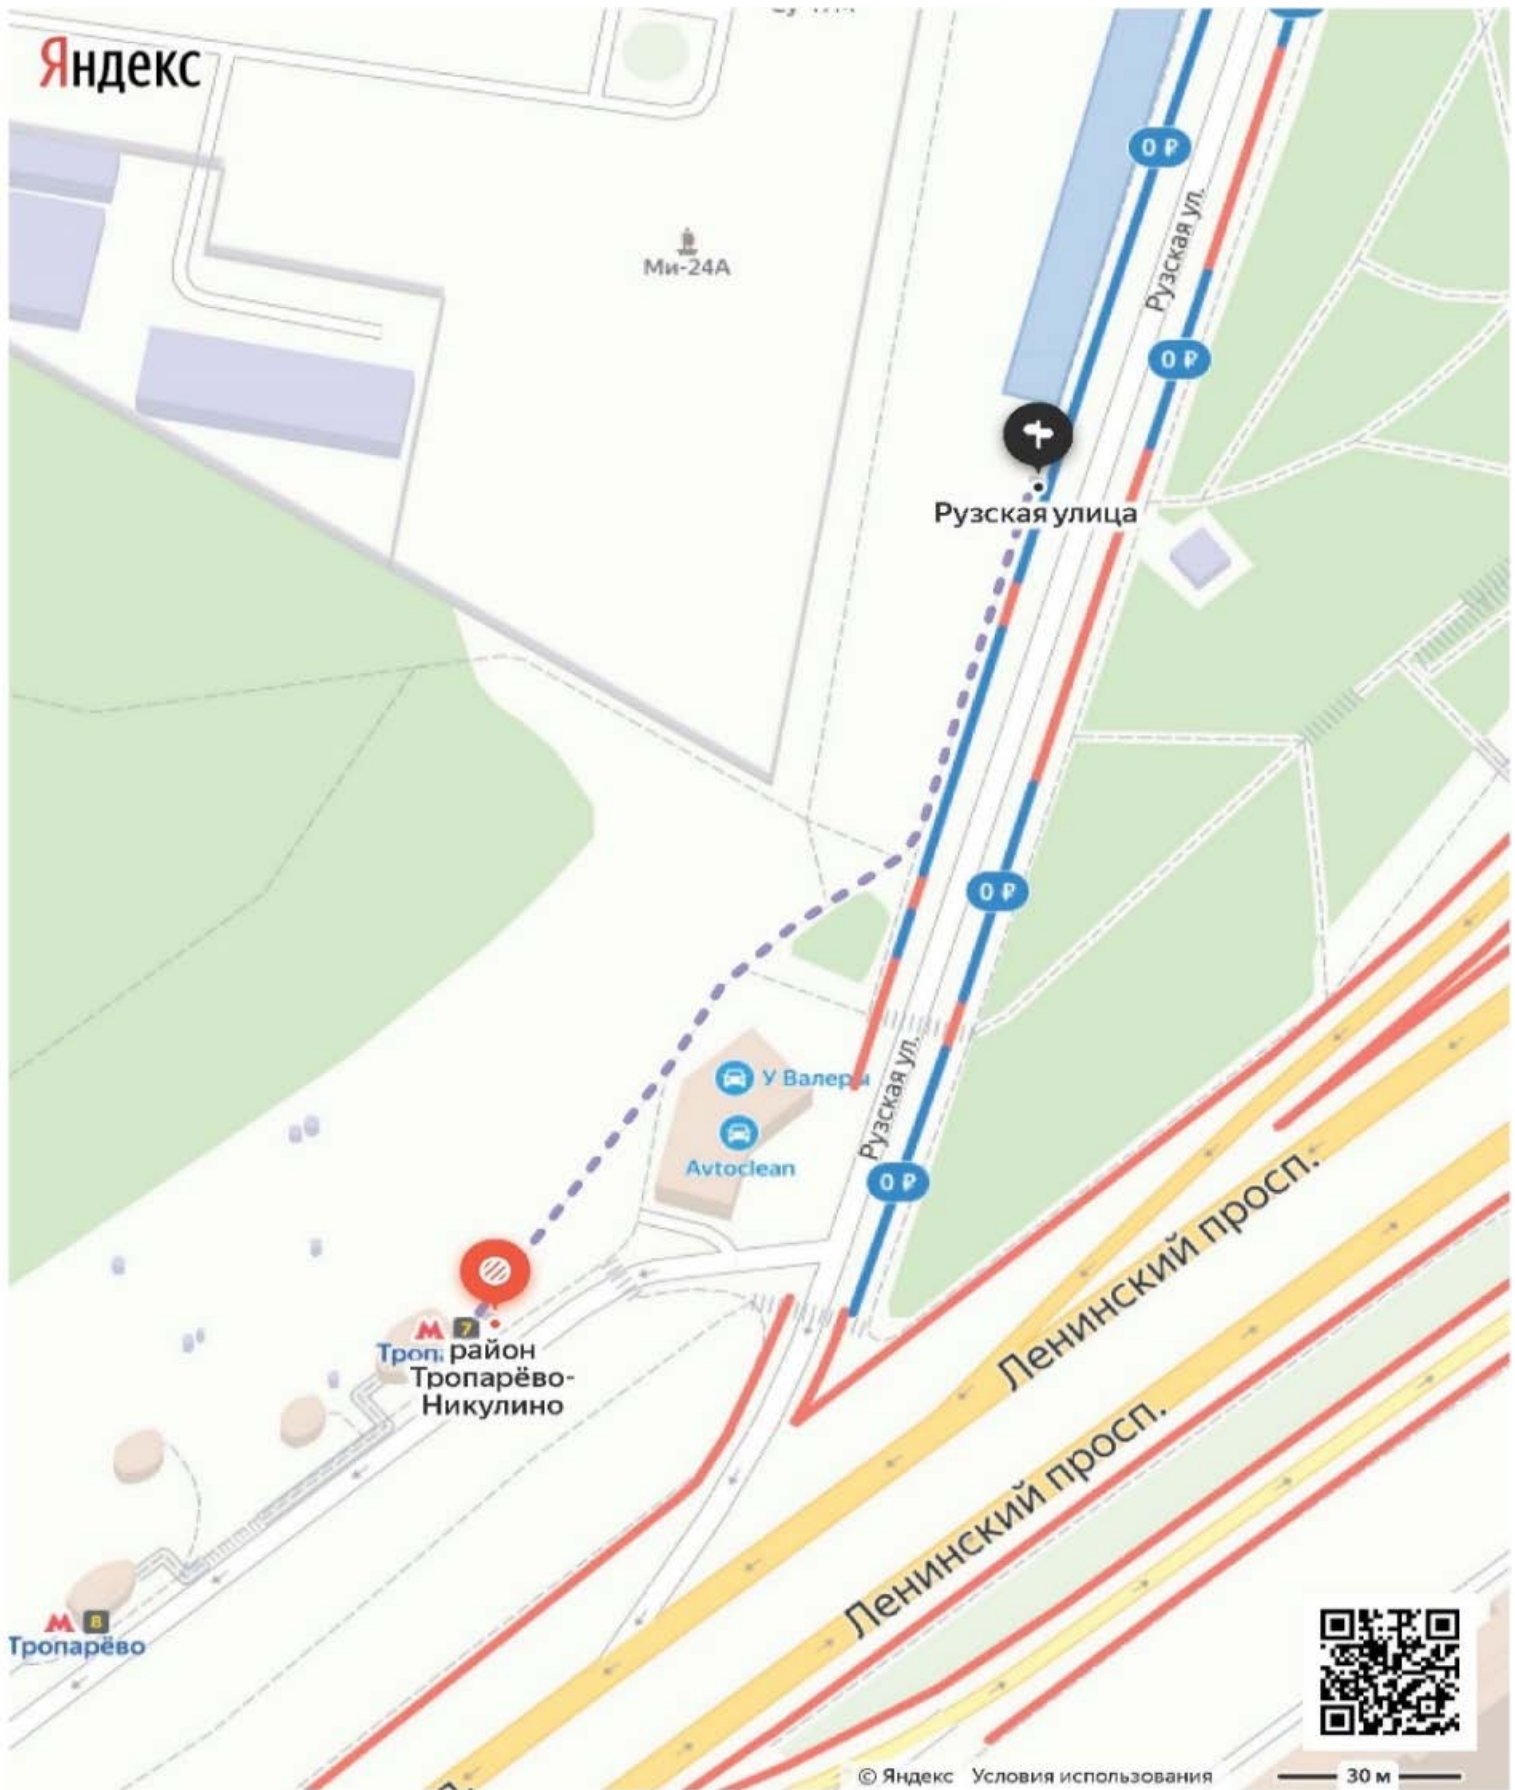 Яндекс
0 ₽
Рузская ул.
Ми-24А
0 ₽
Рузская улица
0 ₽
Рузская ул.
У Валеры
Avtoclean
0 ₽
Ленинский просп.
М 7
район
Тропарёво-
Никулино
Ленинский просп.
М 8
Тропарёво
© Яндекс Условия использования
30 м